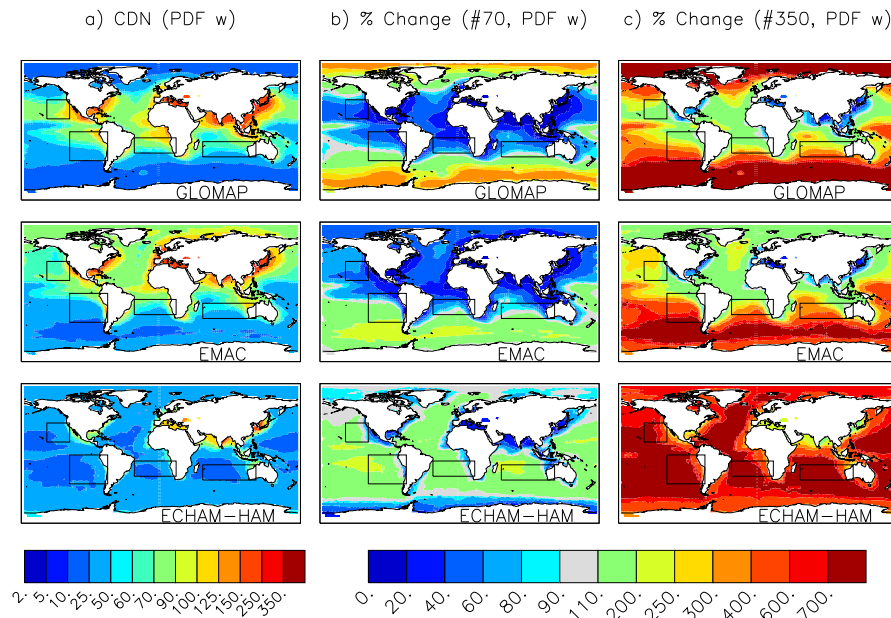 a) CDN (PDF w)
b) % Change (#70, PDF w)
c) % Change (#350, PDF w)
GLOMAP
GLOMAP
GLOMAP
EMAC
EMAC
EMAC
ECHAM-HAM
ECHAM-HAM
ECHAM-HAM
2. 5. 10. 25. 50. 60. 70. 90. 100. 125. 150. 250. 350.
0. 20. 40. 60. 80. 90. 110. 200. 250. 300. 400. 600. 700.